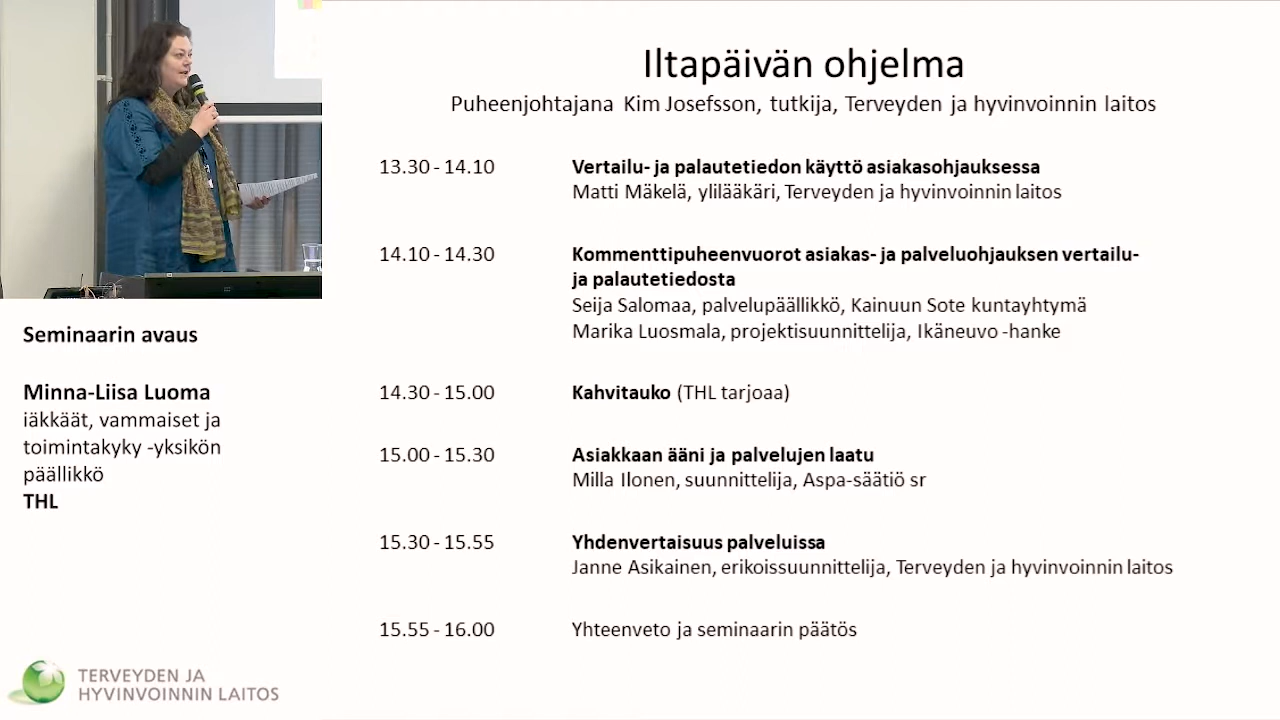 Iltapäivän ohjelma
Puheenjohtajana Kim Josefsson, tutkija, Terveyden ja hyvinvoinnin laitos
13.30 - 14.10 Vertailu- ja palautetiedon käyttö asiakasohjauksessa
Matti Mäkelä, ylilääkäri, Terveyden ja hyvinvoinnin laitos
14.10 - 14.30 Kommenttipuheenvuorot asiakas- ja palveluohjauksen vertailu-
ja palautetiedosta
Seija Salomaa, palvelupäällikkö, Kainuun Sote kuntayhtymä
Marika Luosmala, projektisuunnittelija, Ikäneuvo -hanke
14.30 - 15.00 Kahvitauko (THL tarjoaa)
15.00 - 15.30 Asiakkaan ääni ja palvelujen laatu
Milla Ilonen, suunnittelija, Aspa-säätiö sr
15.30 - 15.55 Yhdenvertaisuus palveluissa
Janne Asikainen, erikoissuunnittelija, Terveyden ja hyvinvoinnin laitos
15.55 - 16.00 Yhteenveto ja seminaarin päätös
Seminaarin avaus
Minna-Liisa Luoma
iäkkäät, vammaiset ja
toimintakyky -yksikön
päällikkö
THL
TERVEYDEN JA
HYVINVOINNIN LAITOS